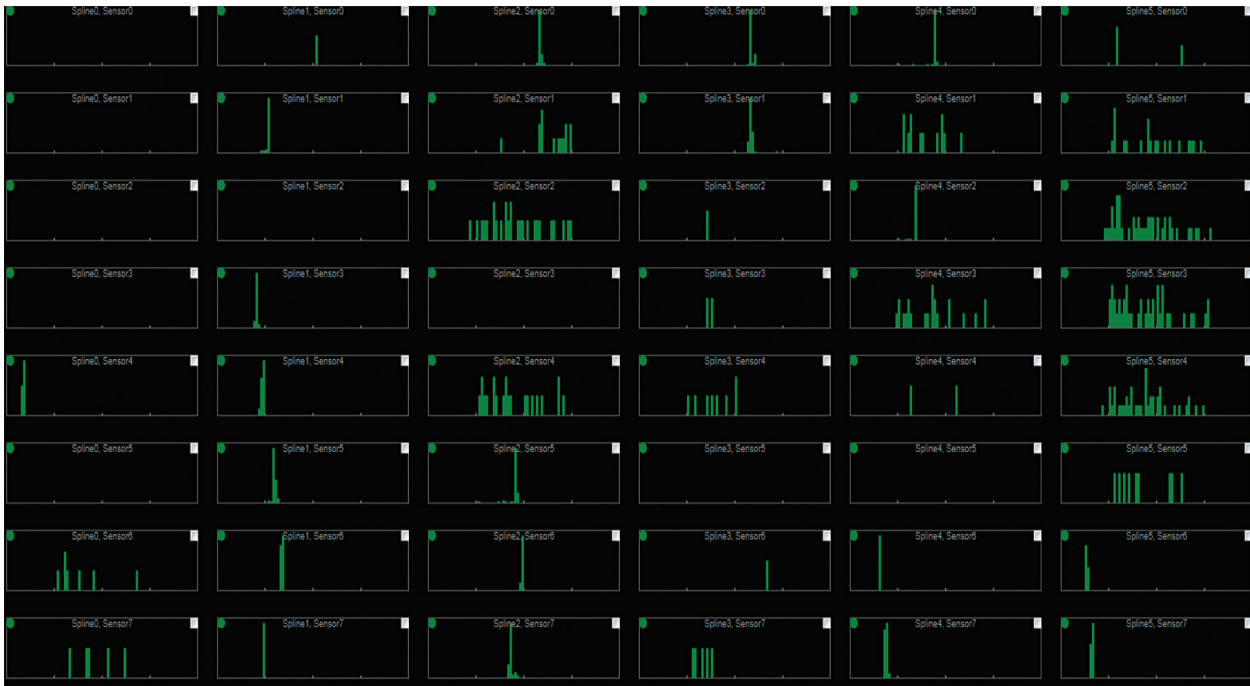 Spline0, Sensor0
Spline1, Sensor0
Spline2, Sensor0
Spline3, Sensor0
Spline4, Sensor0
Spline5, Sensor0
Spline0, Sensor1
Spline1, Sensor1
Spline2, Sensor1
Spline3, Sensor1
Spline4, Sensor1
Spline5, Sensor1
Spline0, Sensor2
Spline1, Sensor2
Spline2, Sensor2
Spline3, Sensor2
Spline4, Sensor2
Spline5, Sensor2
Spline0, Sensor3
Spline1, Sensor3
Spline2, Sensor3
Spline3, Sensor3
Spline4, Sensor3
Spline5, Sensor3
Spline0, Sensor4
Spline1, Sensor4
Spline2, Sensor4
Spline3, Sensor4
Spline4, Sensor4
Spline5, Sensor4
Spline0, Sensor5
Spline1, Sensor5
Spline2, Sensor5
Spline3, Sensor5
Spline4, Sensor5
Spline5, Sensor5
Spline0, Sensor6
Spline1, Sensor6
Spline2, Sensor6
Spline3, Sensor6
Spline4, Sensor6
Spline5, Sensor6
Spline0, Sensor7
Spline1, Sensor7
Spline2, Sensor7
Spline3, Sensor7
Spline4, Sensor7
Spline5, Sensor7